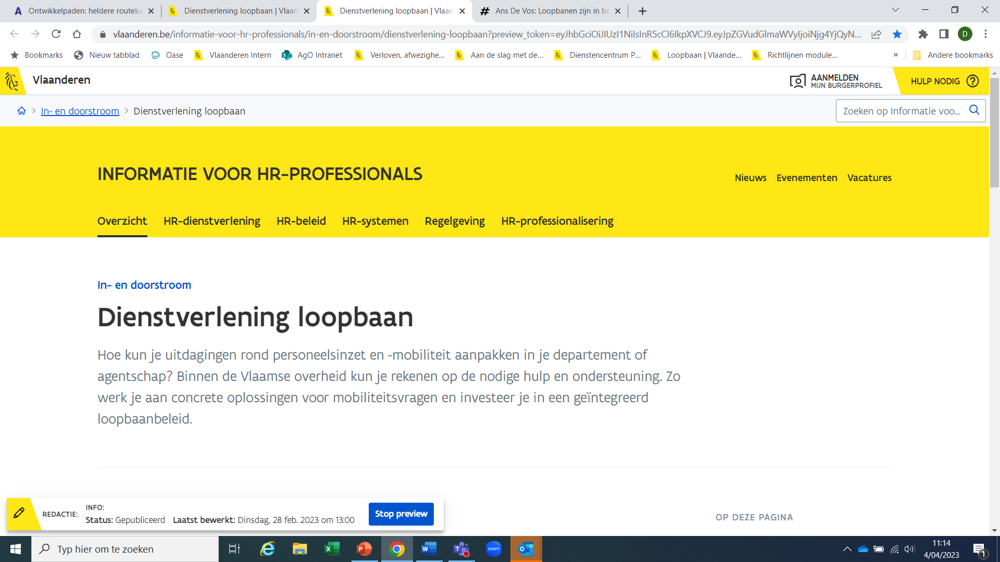 Ontwikkelpaden: heldere routeka
Dienstverlening loopbaan | Vlaan
Dienstverlening loopbaan | Vlaan
Ans De Vos: Loopbanen zijn in be
vlaanderen.be/informatie-voor-hr-professionals/in-en-doorstroom/dienstverlening-loopbaan?preview_token=eyJhbGciOiJIUzI1NiIsInR5cCI6IkpXVCJ9.eyJpZGVudGlmaWVyIjoiNjg4YjQyN...
D
Bookmarks
Nieuw tabblad
Oase
Vlaanderen Intern
AgO Intranet
Verloven, afwezighe...
Aan de slag met de...
Dienstencentrum P...
Loopbaan | Vlaande...
Richtlijnen module...
»
Andere bookmarks
Vlaanderen
AANMELDEN
MIJN BURGERPROFIEL
HULP NODIG
In- en doorstroom > Dienstverlening loopbaan
Zoeken op Informatie voo...
INFORMATIE VOOR HR-PROFESSIONALS
Nieuws Evenementen Vacatures
Overzicht HR-dienstverlening HR-beleid HR-systemen Regelgeving HR-professionalisering
In- en doorstroom
Dienstverlening loopbaan
Hoe kun je uitdagingen rond personeelsinzet en -mobiliteit aanpakken in je departement of
agentschap? Binnen de Vlaamse overheid kun je rekenen op de nodige hulp en ondersteuning. Zo
werk je aan concrete oplossingen voor mobiliteitsvragen en investeer je in een geïntegreerd
loopbaanbeleid.
REDACTIE:
INFO:
Status: Gepubliceerd Laatst bewerkt: Dinsdag, 28 feb. 2023 om 13:00
Stop preview
OP DEZE PAGINA
Typ hier om te zoeken
zoom
11:14
4/04/2023
1